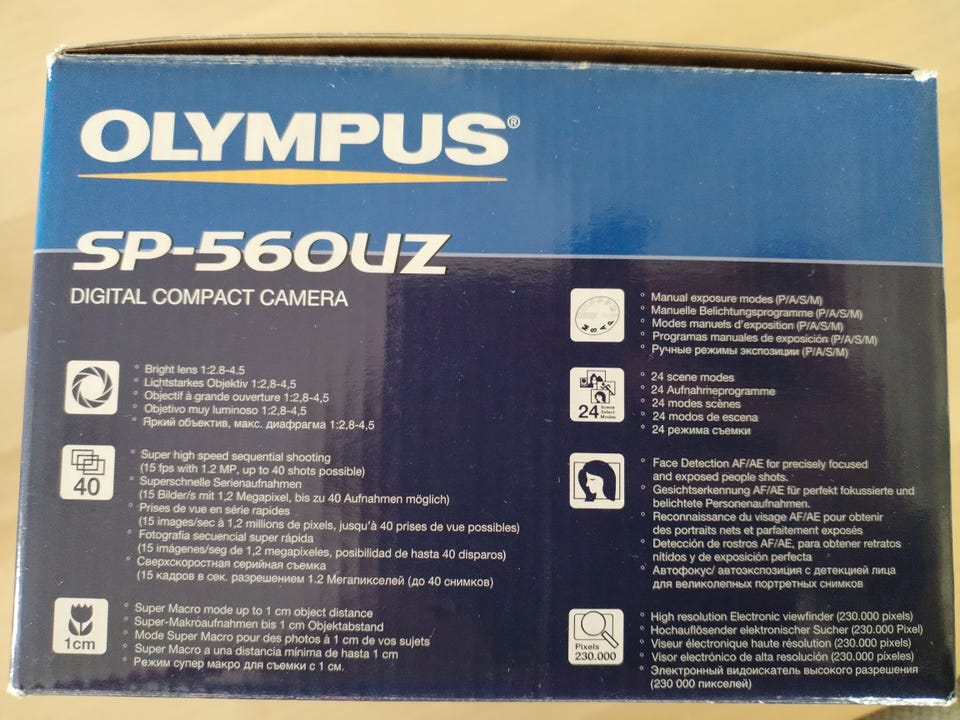 OLYMPUS®
SP-560UZ
DIGITAL COMPACT CAMERA
° Bright lens 1:2.8-4.5
° Lichtstarkes Objektiv 1:2,8-4,5
° Objectif à grande ouverture 1:2,8-4,5
° Objetivo muy luminoso 1:2,8-4,5
° Яркий объектив, макс. диафрагма 1:2,8-4,5
40
° Super high speed sequential shooting
(15 fps with 1.2 MP, up to 40 shots possible)
° Superschnelle Serienaufnahmen
(15 Bilder/s mit 1,2 Megapixel, bis zu 40 Aufnahmen möglich)
° Prises de vue en série rapides
(15 images/sec à 1,2 millions de pixels, jusqu'à 40 prises de vue possibles)
° Fotografía secuencial super rápida
(15 imágenes/seg de 1,2 megapíxeles, posibilidad de hasta 40 disparos)
° Сверхскоростная серийная съемка
(15 кадров в сек. разрешением 1.2 Мегапикселей (до 40 снимков)
1cm
° Super Macro mode up to 1 cm object distance
° Super-Makroaufnahmen bis 1 cm Objektabstand
° Mode Super Macro pour des photos à 1 cm de vos sujets
° Super Macro a una distancia mínima de hasta 1 cm
° Режим супер макро для съемки с 1 см.
M S A P
° Manual exposure modes (P/A/S/M)
° Manuelle Belichtungsprogramme (P/A/S/M)
° Modes manuels d'exposition (P/A/S/M)
° Programas manuales de exposición (P/A/S/M)
° Ручные режимы экспозиции (P/A/S/M)
24 Scene Select Modes
° 24 scene modes
° 24 Aufnahmeprogramme
° 24 modes scènes
° 24 modos de escena
° 24 режима съемки
° Face Detection AF/AE for precisely focused
and exposed people shots.
° Gesichtserkennung AF/AE für perfekt fokussierte und
belichtete Personenaufnahmen.
° Reconnaissance du visage AF/AE pour obtenir
des portraits nets et parfaitement exposés
° Detección de rostros AF/AE, para obtener retratos
nítidos y de exposición perfecta
° Автофокус/ автоэкспозиция с детекцией лица
для великолепных портретных снимков
Pixels
230.000
° High resolution Electronic viewfinder (230.000 pixels)
° Hochauflösender elektronischer Sucher (230.000 Pixel)
° Viseur électronique haute résolution (230.000 pixels)
° Visor electrónico de alta resolución (230.000 píxeles)
° Электронный видоискатель высокого разрешения
(230 000 пикселей)